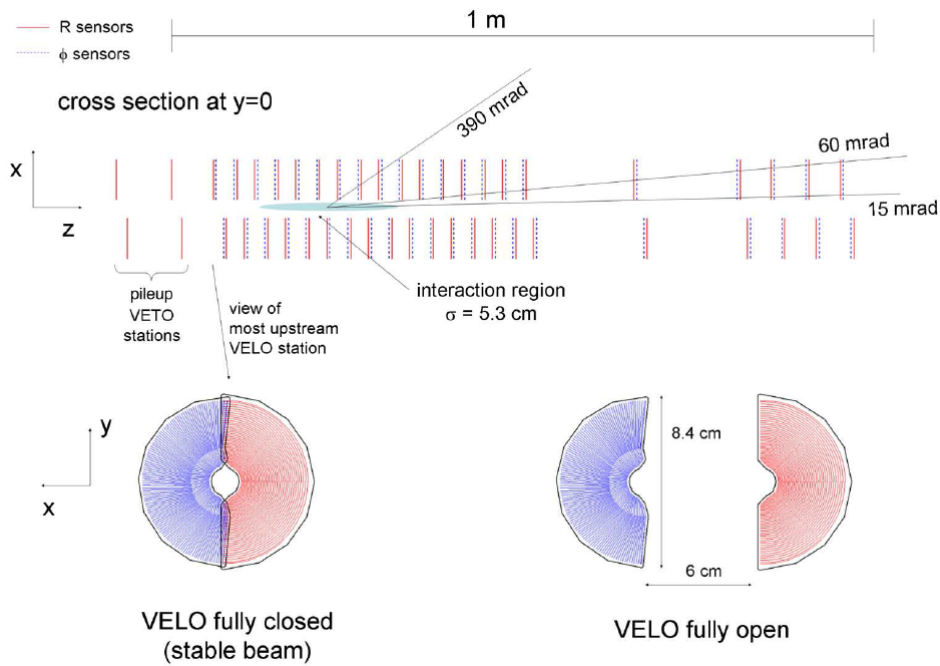 R sensors
1 m
ϕ sensors
cross section at y=0
390 mrad
60 mrad
x
z
15 mrad
pileup
VETO
stations
view of
most upstream
VELO station
interaction region
σ = 5.3 cm
y
x
8.4 cm
6 cm
VELO fully closed
(stable beam)
VELO fully open